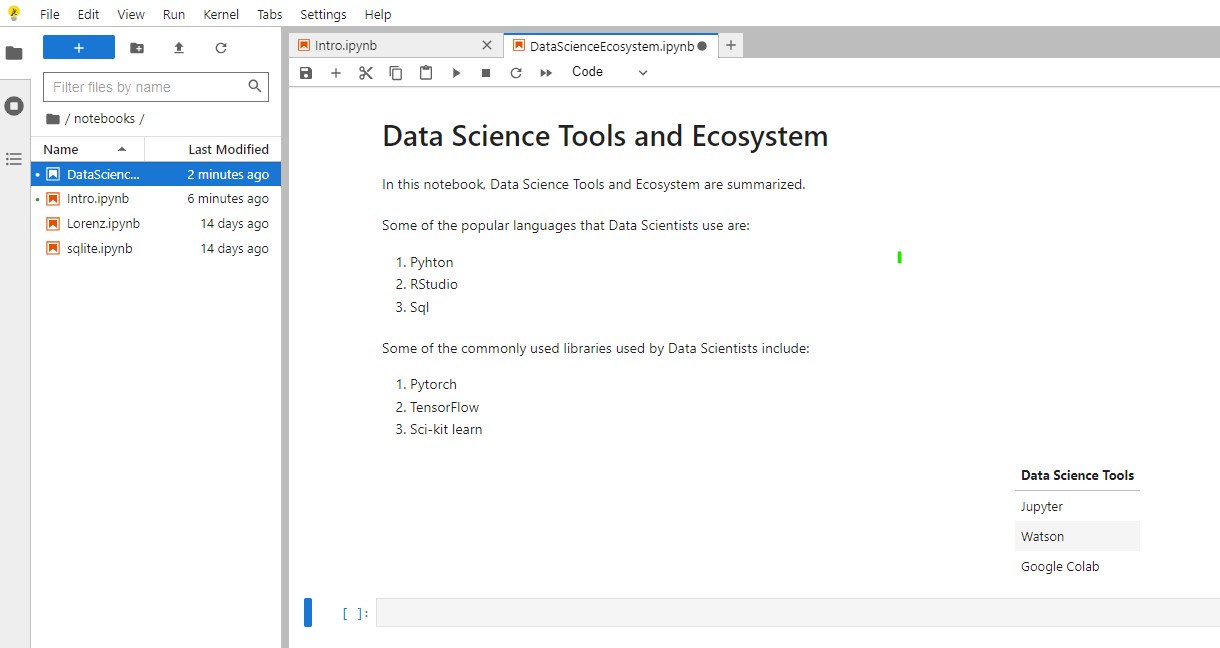 File Edit View Run Kernel Tabs Settings Help
+
Filter files by name
/ notebooks /
Name Last Modified
DataScienc... 2 minutes ago
Intro.ipynb 6 minutes ago
Lorenz.ipynb 14 days ago
sqlite.ipynb 14 days ago
Intro.ipynb DataScienceEcosystem.ipynb +
Code
Data Science Tools and Ecosystem
In this notebook, Data Science Tools and Ecosystem are summarized.
Some of the popular languages that Data Scientists use are:
1. Pyhton
2. RStudio
3. Sql
Some of the commonly used libraries used by Data Scientists include:
1. Pytorch
2. TensorFlow
3. Sci-kit learn
Data Science Tools
Jupyter
Watson
Google Colab
[ ]: